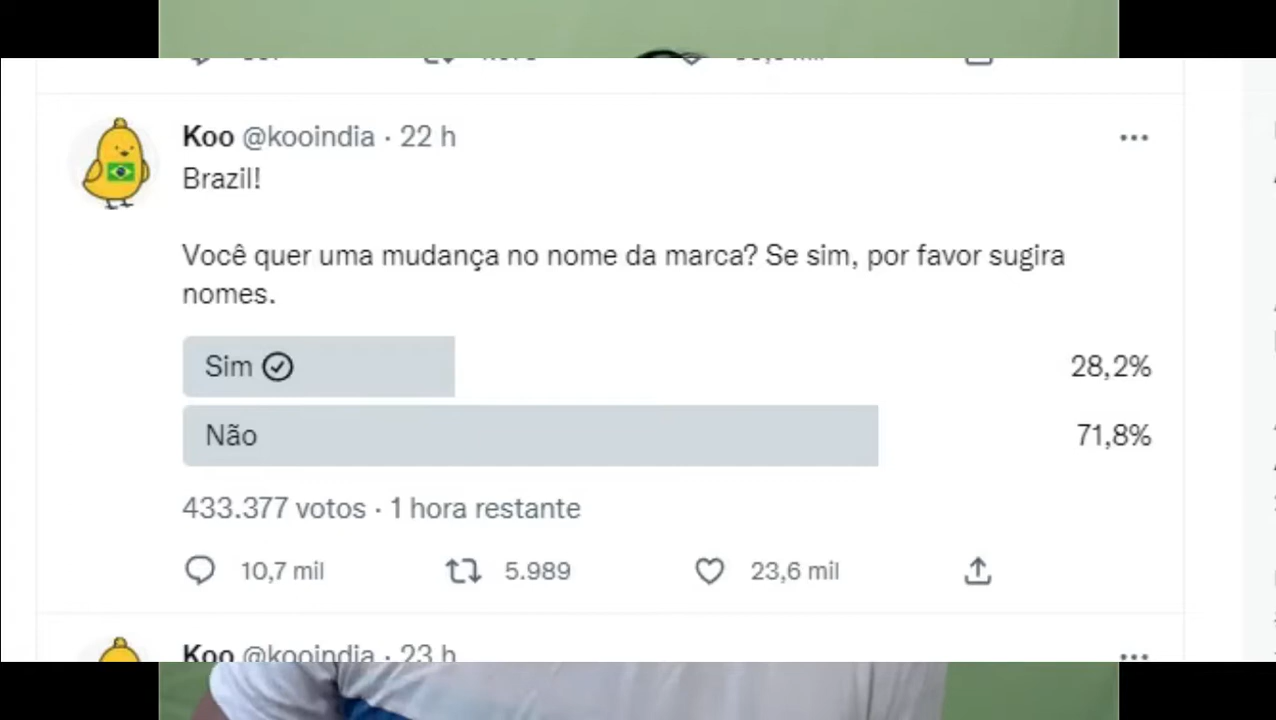 Koo @kooindia · 22 h
Brazil!
Você quer uma mudança no nome da marca? Se sim, por favor sugira
nomes.
Sim 28,2%
Não 71,8%
433.377 votos · 1 hora restante
10,7 mil 5.989 23,6 mil
Koo @kooindia · 23 h